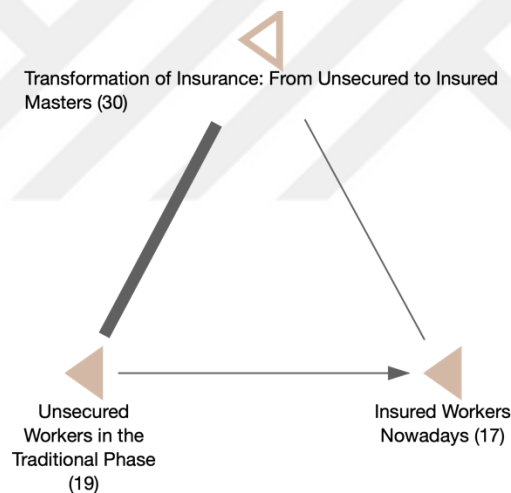 Transformation of Insurance: From Unsecured to Insured
Masters (30)
Unsecured
Workers in the
Traditional Phase
(19)
Insured Workers
Nowadays (17)